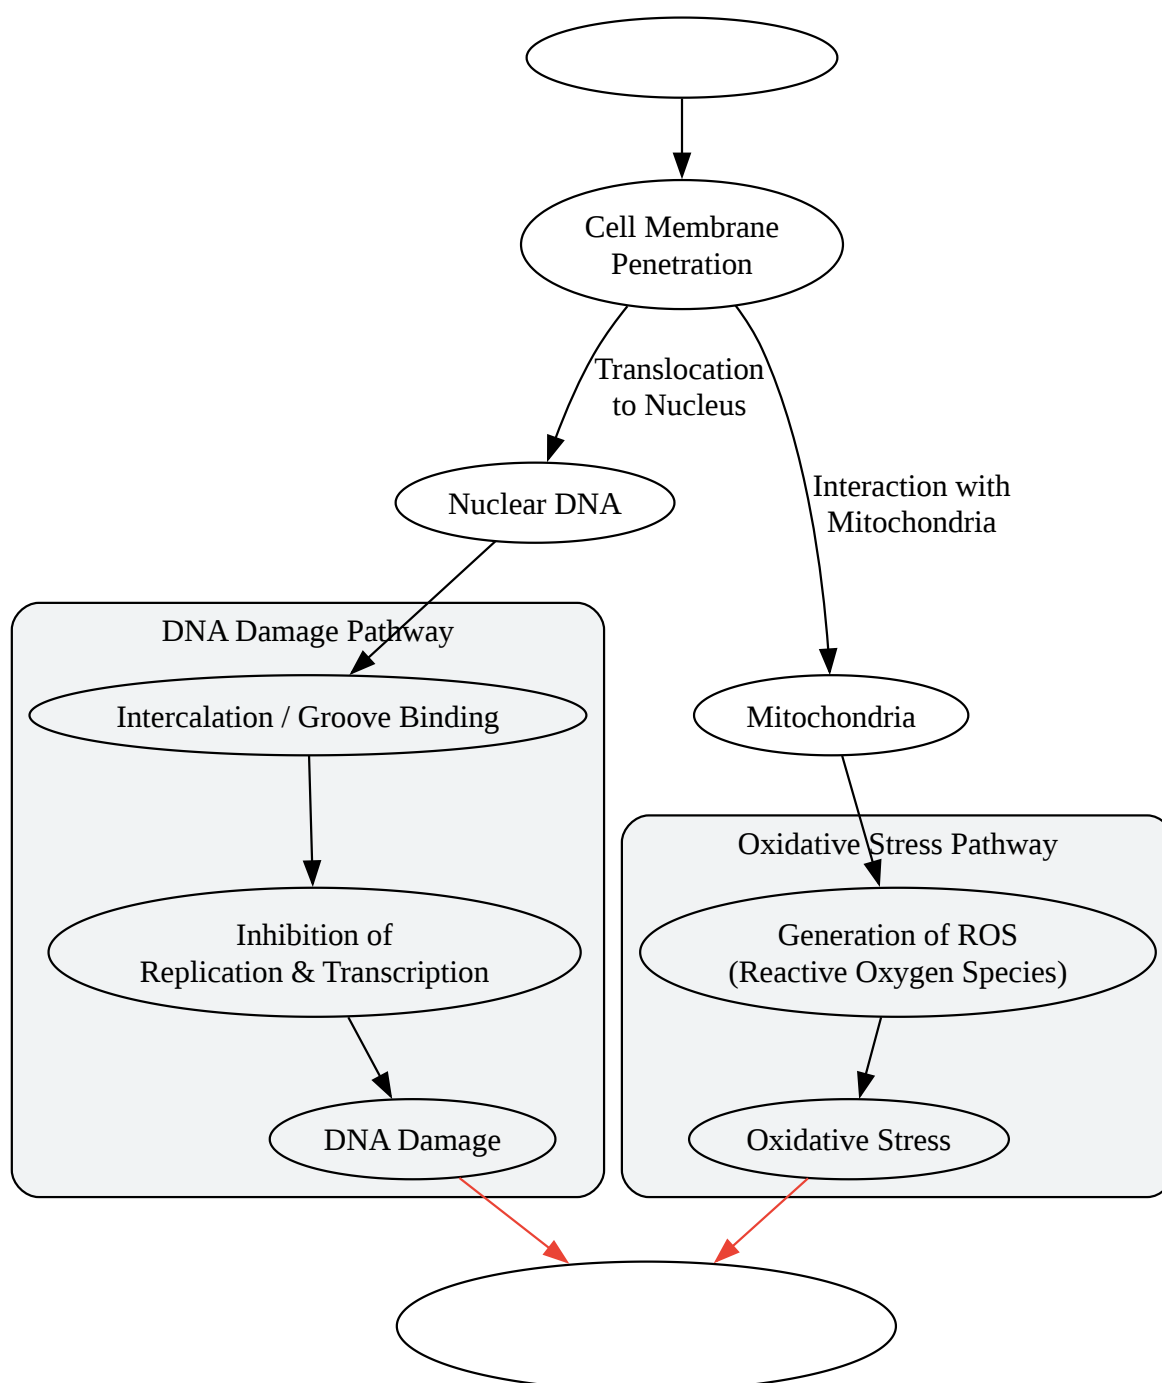 Cell Membrane
Penetration
Translocation
to Nucleus
Interaction with
Mitochondria
Nuclear DNA
DNA Damage Pathway
Intercalation / Groove Binding
Mitochondria
Oxidative Stress Pathway
Inhibition of
Replication & Transcription
Generation of ROS
(Reactive Oxygen Species)
DNA Damage
Oxidative Stress